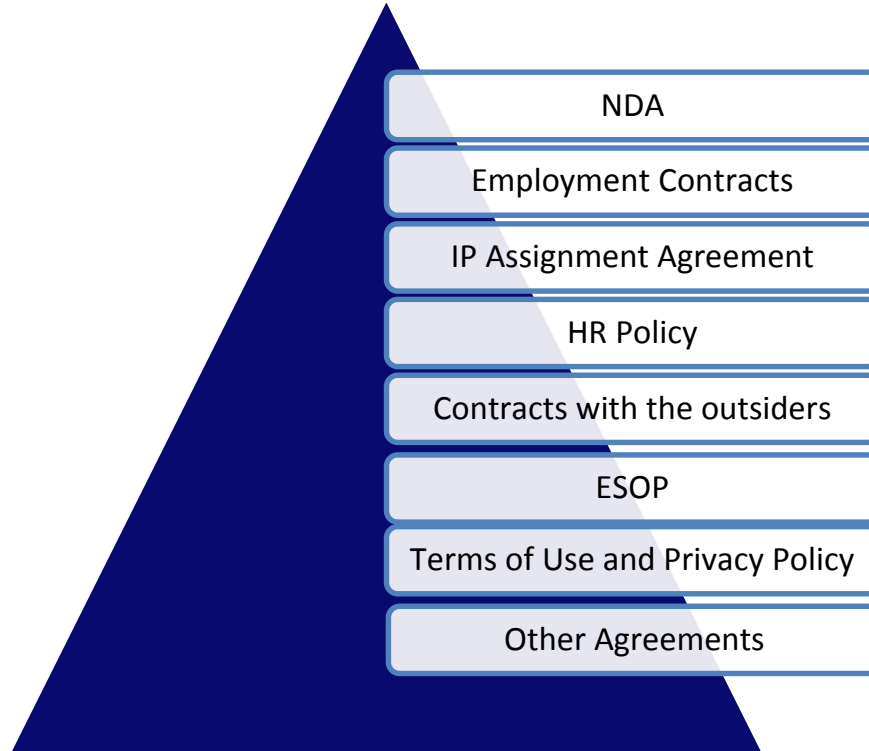 NDA
Employment Contracts
IP Assignment Agreement
HR Policy
Contracts with the outsiders
ESOP
Terms of Use and Privacy Policy
Other Agreements